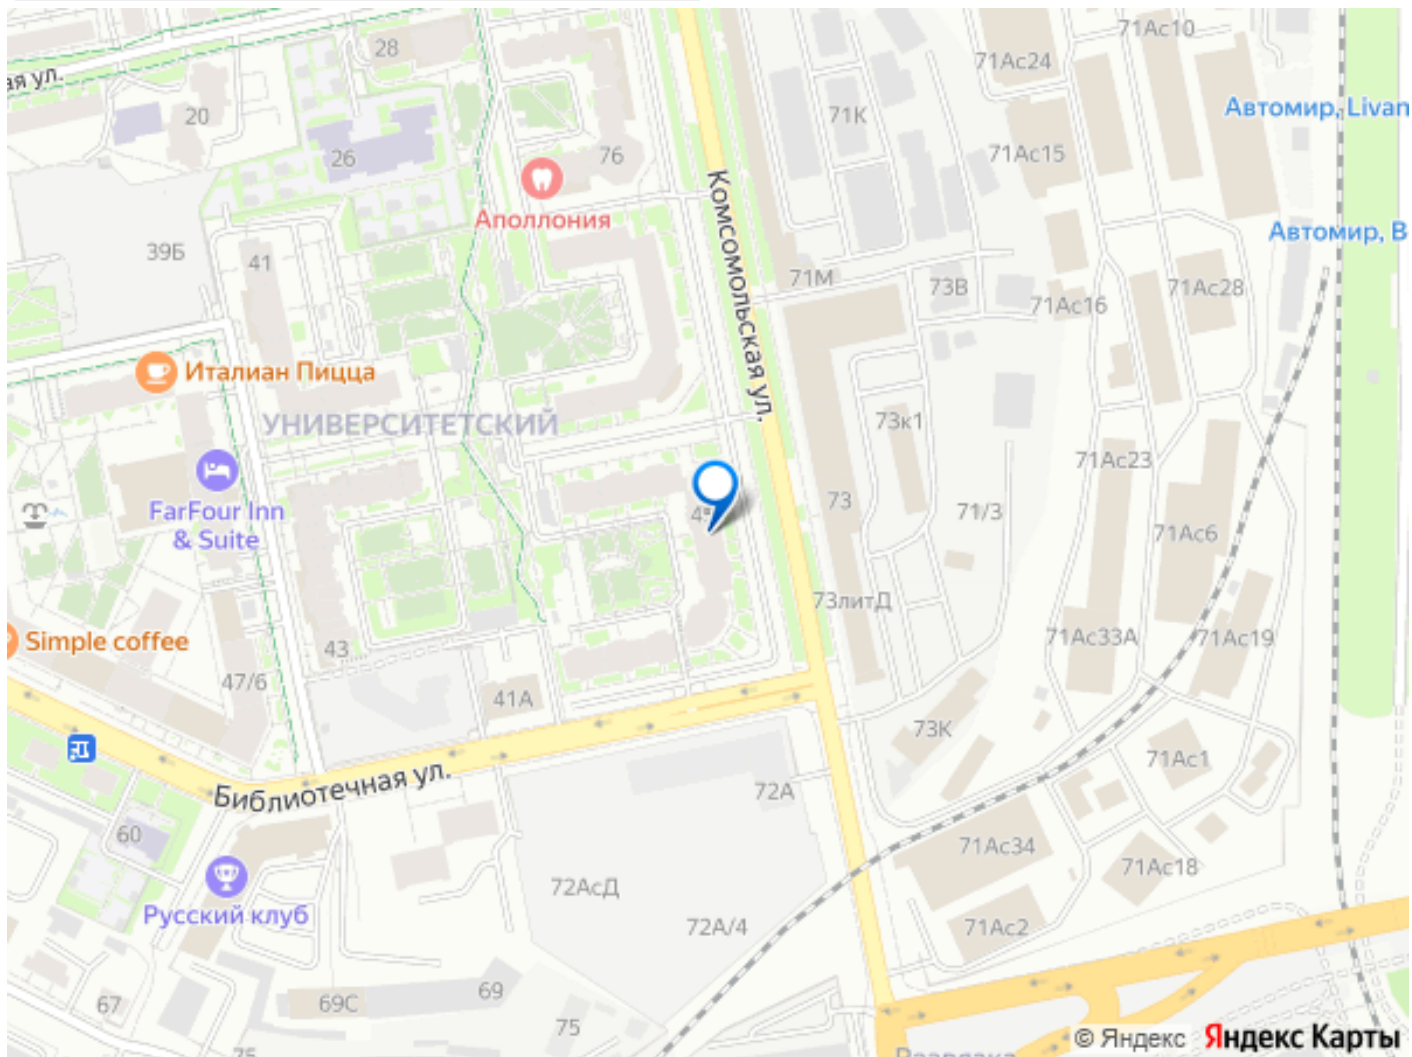 28
71Ас10
71Ас24
ая ул.
Автомир, Livan
20
71К
26
76
71Ас15
Комсомольская ул.
Аполлония
Автомир, В
39Б
41
71М
73В
71Ас16
71Ас28
Италиан Пицца
УНИВЕРСИТЕТСКИЙ
73к1
71Ас23
FarFour Inn
& Suite
73
71/3
71Ас6
73литД
Simple coffee
43
71Ас33А
71Ас19
47/6
41А
73К
71Ас1
Библиотечная ул.
72А
60
71Ас34
71Ас18
72АсД
Русский клуб
72А/4
71Ас2
69
69С
67
75
75
© Яндекс Яндекс Карты
Развязка